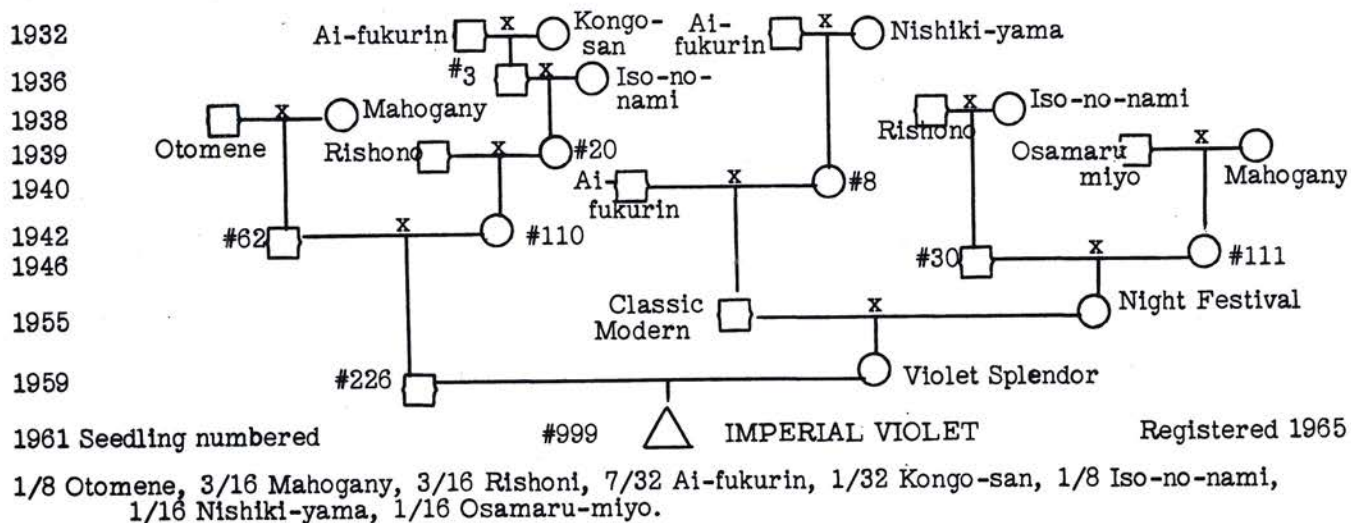 1932 Ai-fukurin x Kongo-san Ai-fukurin x Nishiki-yama
1936 #3 x Iso-no-nami
1938 Otomene x Mahogany Rishono x Iso-no-nami
1939 Rishono x #20 Osamaru miyo x Mahogany
1940 Ai-fukurin x #8
1942 #62 x #110 #30 x #111
1946
1955 Classic Modern x Night Festival
1959 #226 Violet Splendor
1961 Seedling numbered #999 IMPERIAL VIOLET Registered 1965
1/8 Otomene, 3/16 Mahogany, 3/16 Rishoni, 7/32 Ai-fukurin, 1/32 Kongo-san, 1/8 Iso-no-nami,
1/16 Nishiki-yama, 1/16 Osamaru-miyo.